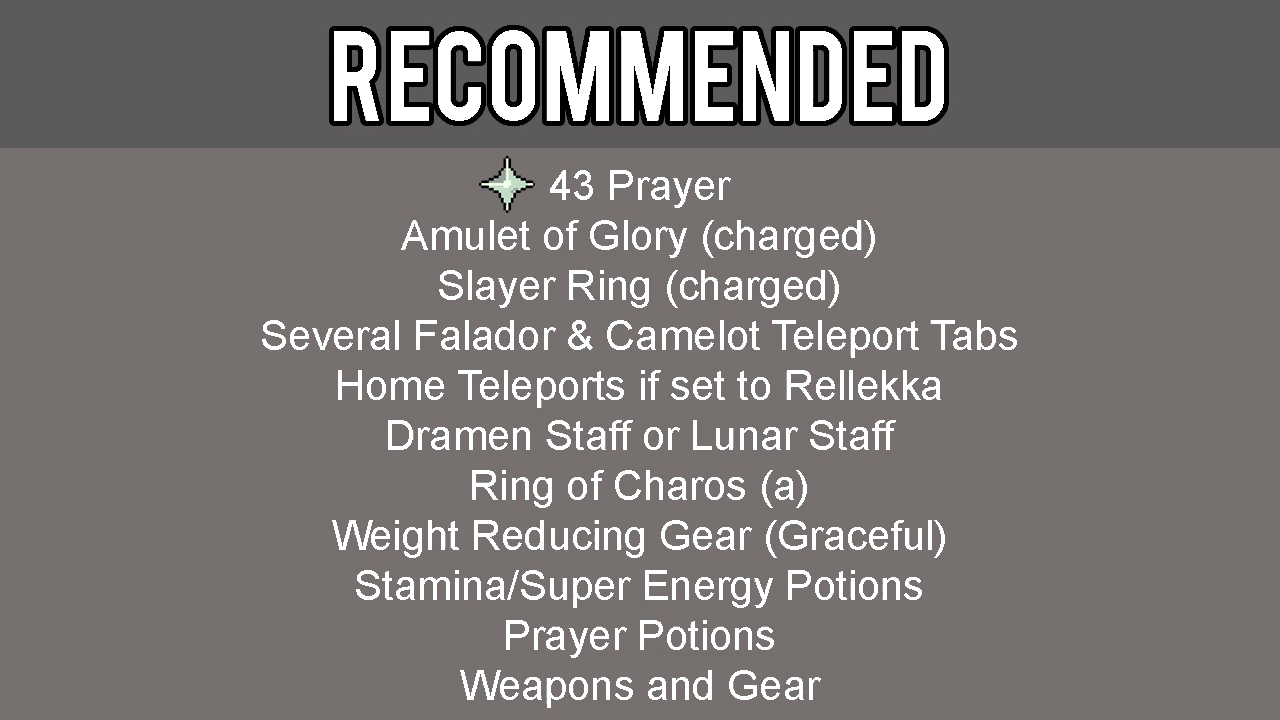 RECOMMENDED
43 Prayer
Amulet of Glory (charged)
Slayer Ring (charged)
Several Falador & Camelot Teleport Tabs
Home Teleports if set to Rellekka
Dramen Staff or Lunar Staff
Ring of Charos (a)
Weight Reducing Gear (Graceful)
Stamina/Super Energy Potions
Prayer Potions
Weapons and Gear